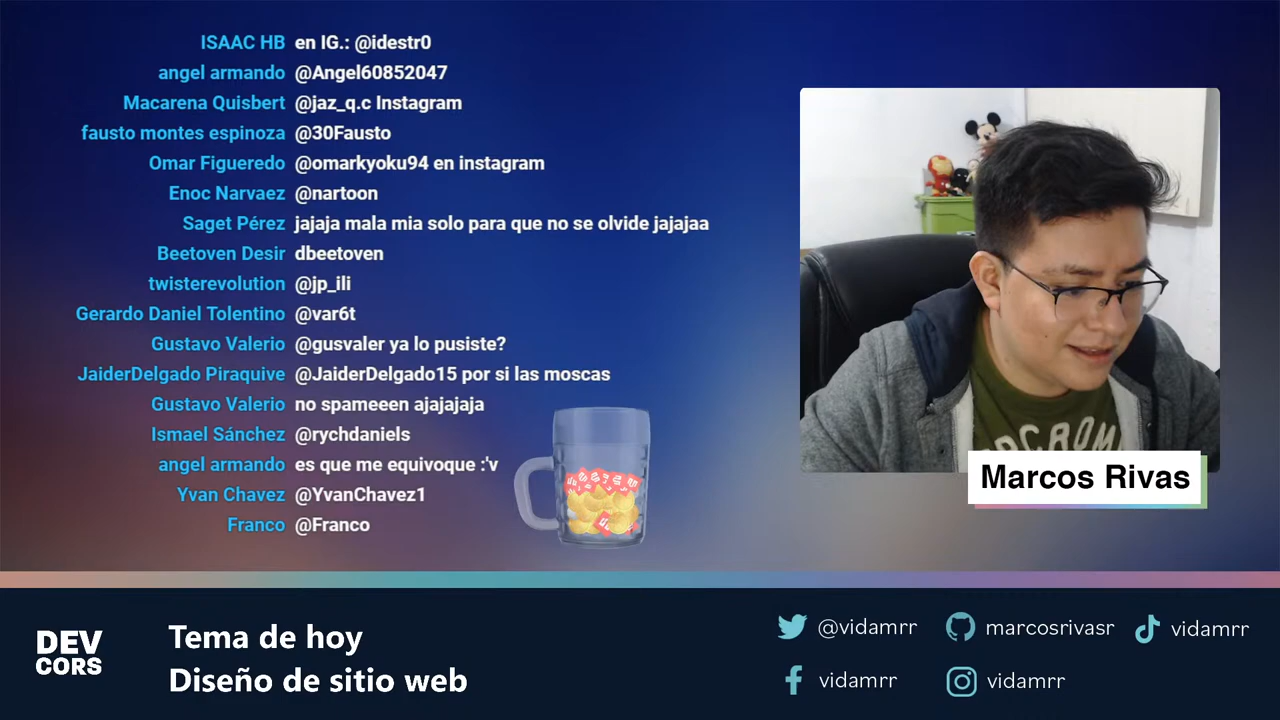 ISAAC HB en IG.: @idestr0
angel armando @Angel60852047
Macarena Quisbert @jaz_q.c Instagram
fausto montes espinoza @30Fausto
Omar Figueredo @omarkyoku94 en instagram
Enoc Narvaez @nartoon
Saget Pérez jajaja mala mia solo para que no se olvide jajajaa
Beetoven Desir dbeetoven
twisterevolution @jp_ili
Gerardo Daniel Tolentino @var6t
Gustavo Valerio @gusvaler ya lo pusiste?
JaiderDelgado Piraquive @JaiderDelgado15 por si las moscas
Gustavo Valerio no spameeen ajajajaja
Ismael Sánchez @rychdaniels
angel armando es que me equivoque :'v
Yvan Chavez @YvanChavez1
Franco @Franco
Marcos Rivas
DEV
CORS
Tema de hoy
Diseño de sitio web
@vidamrr
marcosrivasr
vidamrr
vidamrr
vidamrr